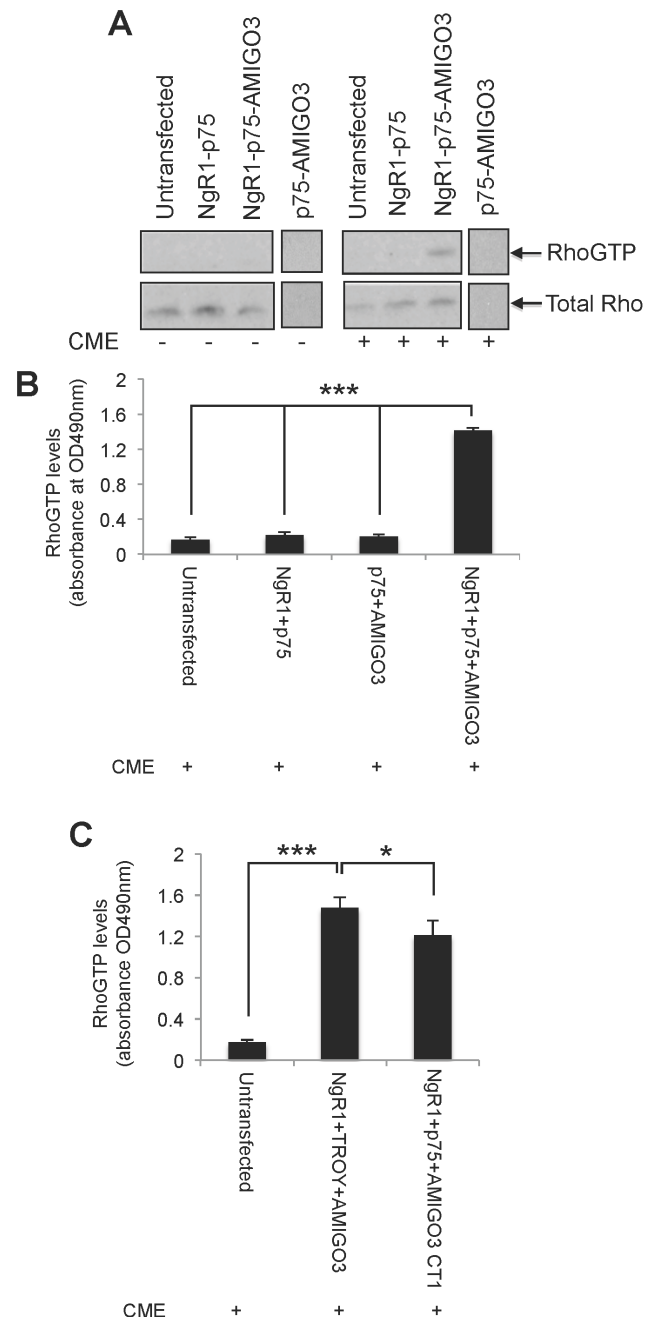 A
Untransfected
NgR1-p75
NgR1-p75-AMIGO3
p75-AMIGO3
Untransfected
NgR1-p75
NgR1-p75-AMIGO3
p75-AMIGO3
RhoGTP
Total Rho
CME - - - - + + + +
B
RhoGTP levels
(absorbance at OD490nm)
2
1.6
1.2
0.8
0.4
0
***
Untransfected
NgR1+p75
p75+AMIGO3
NgR1+p75+AMIGO3
CME + + + +
C
RhoGTP levels
(absorbance OD490nm)
2
1.6
1.2
0.8
0.4
0
*** *
Untransfected
NgR1+TROY+AMIGO3
NgR1+p75+AMIGO3 CT1
CME + + +